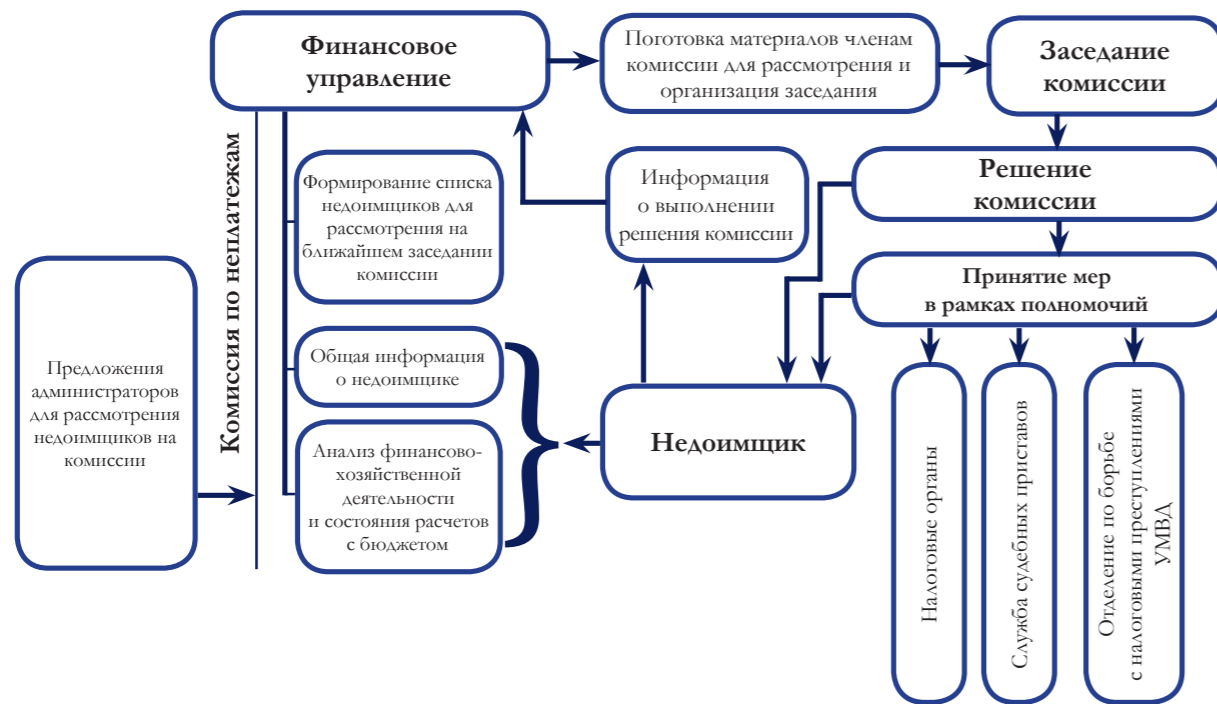 Финансовое
управление
Поготовка материалов членам
комиссии для рассмотрения и
организация заседания
Заседание
комиссии
Решение
комиссии
Принятие мер
в рамках полномочий
Налоговые органы
Служба судебных приставов
Отделение по борьбе
с налоговыми преступлениями
УМВД
Информация
о выполнении
решения комиссии
Недоимщик
Комиссия по неплатежам
Формирование списка
недоимщиков для
рассмотрения на
ближайшем заседании
комиссии
Общая информация
о недоимщике
Анализ финансово-
хозяйственной
деятельности
и состояния расчетов
с бюджетом
Предложения
администраторов
для рассмотрения
недоимщиков на
комиссии